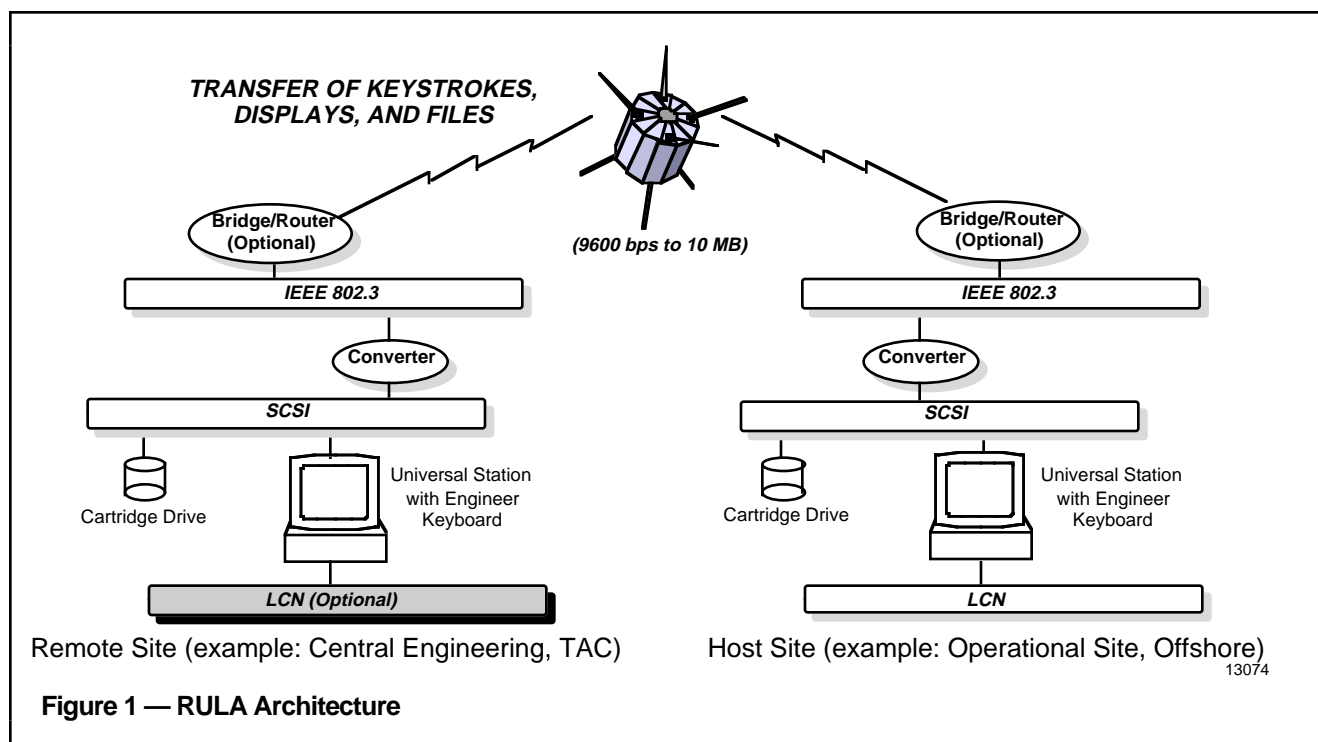 TRANSFER OF KEYSTROKES,
DISPLAYS, AND FILES
(9600 bps to 10 MB)
Bridge/Router
(Optional)
IEEE 802.3
Converter
SCSI
Cartridge Drive
Universal Station
with Engineer
Keyboard
LCN (Optional)
Remote Site (example: Central Engineering, TAC)
Bridge/Router
(Optional)
IEEE 802.3
Converter
SCSI
Cartridge Drive
Universal Station
with Engineer
Keyboard
LCN
Host Site (example: Operational Site, Offshore)
13074
Figure 1 — RULA Architecture